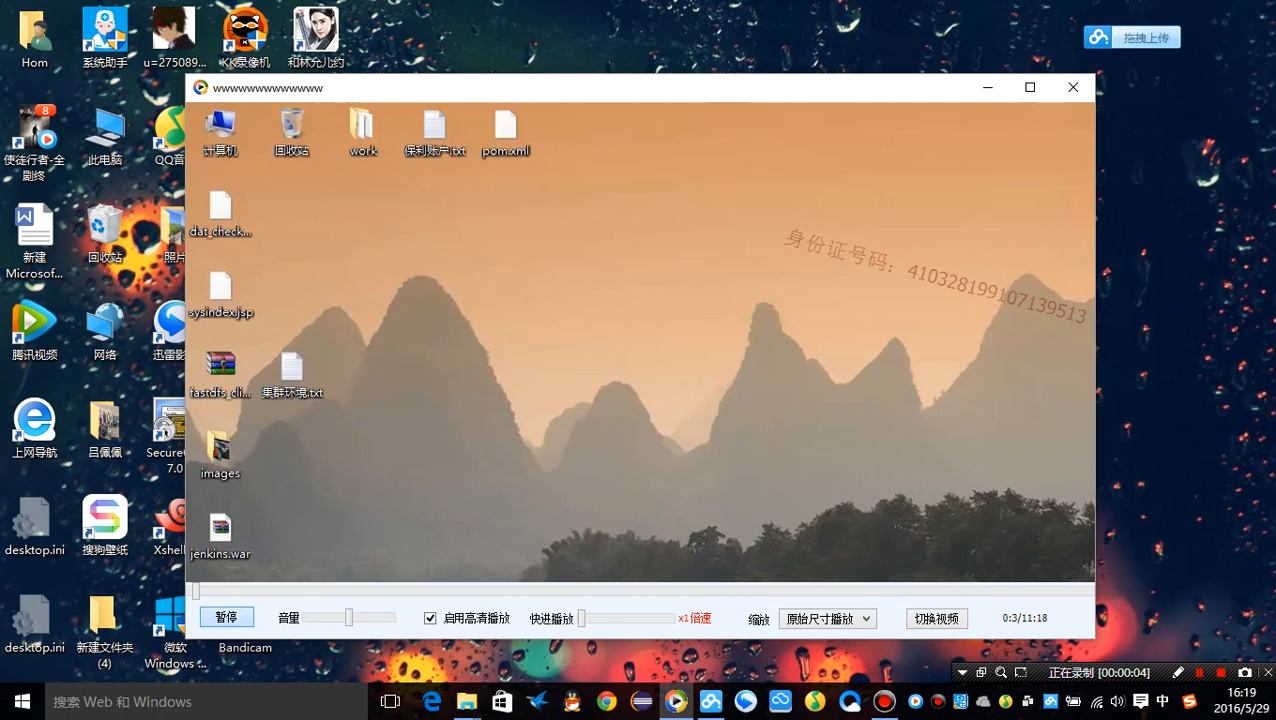 Hom
系统助手
u=275089...
KK录像机
和林允儿约
拖拽上传
wwwwwwwwwwwwww
8
使徒行者-全
剧终
此电脑
QQ音
计算机
回收站
work
保利账户.txt
pom.xml
新建
Microsof...
回收站
照片
dat_check...
身份证号码：410328199107139513
腾讯视频
网络
迅雷影
sysindex.jsp
fastdfs_cli...
集群环境.txt
上网导航
吕佩佩
Secure
7.0
images
desktop.ini
搜狗壁纸
Xshell
jenkins.war
暂停
音量
启用高清播放
快进播放
x1倍速
缩放
原始尺寸播放
切换视频
0:3/11:18
desktop.ini
新建文件夹
(4)
微软
Windows ...
Bandicam
正在录制 [00:00:04]
搜索 Web 和 Windows
中
16:19
2016/5/29